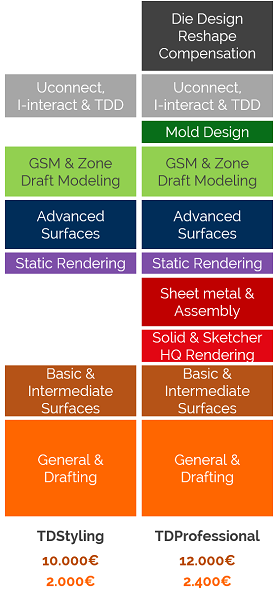 Die Design
Reshape
Compensation
Uconnect,
I-interact & TDD
Uconnect,
I-interact & TDD
Mold Design
GSM & Zone
Draft Modeling
GSM & Zone
Draft Modeling
Advanced
Surfaces
Advanced
Surfaces
Static Rendering
Static Rendering
Sheet metal &
Assembly
Solid & Sketcher
HQ Rendering
Basic &
Intermediate
Surfaces
Basic &
Intermediate
Surfaces
General &
Drafting
General &
Drafting
TDStyling
TDProfessional
10.000€
12.000€
2.000€
2.400€